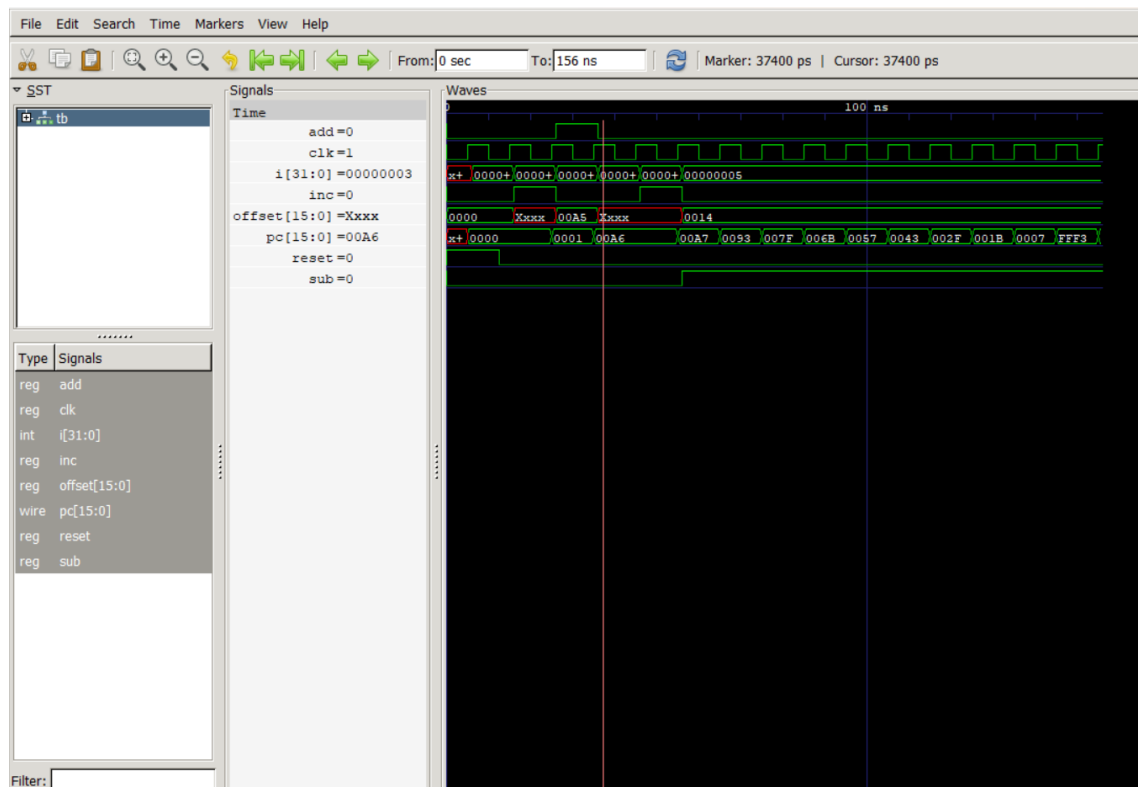 File Edit Search Time Markers View Help
From: 0 sec To: 156 ns Marker: 37400 ps | Cursor: 37400 ps
SST
tb
Type Signals
reg add
reg clk
int i[31:0]
reg inc
reg offset[15:0]
wire pc[15:0]
reg reset
reg sub
Filter:
Signals
Time
add=0
clk=1
i[31:0]=00000003
inc=0
offset[15:0]=Xxxx
pc[15:0]=00A6
reset=0
sub=0
Waves
100 ns
x+ 0000+ 0000+ 0000+ 0000+ 0000+ 00000005
0000 Xxxx 00A5 Xxxx 0014
x+ 0000 0001 00A6 00A7 0093 007F 006B 0057 0043 002F 001B 0007 FFF3